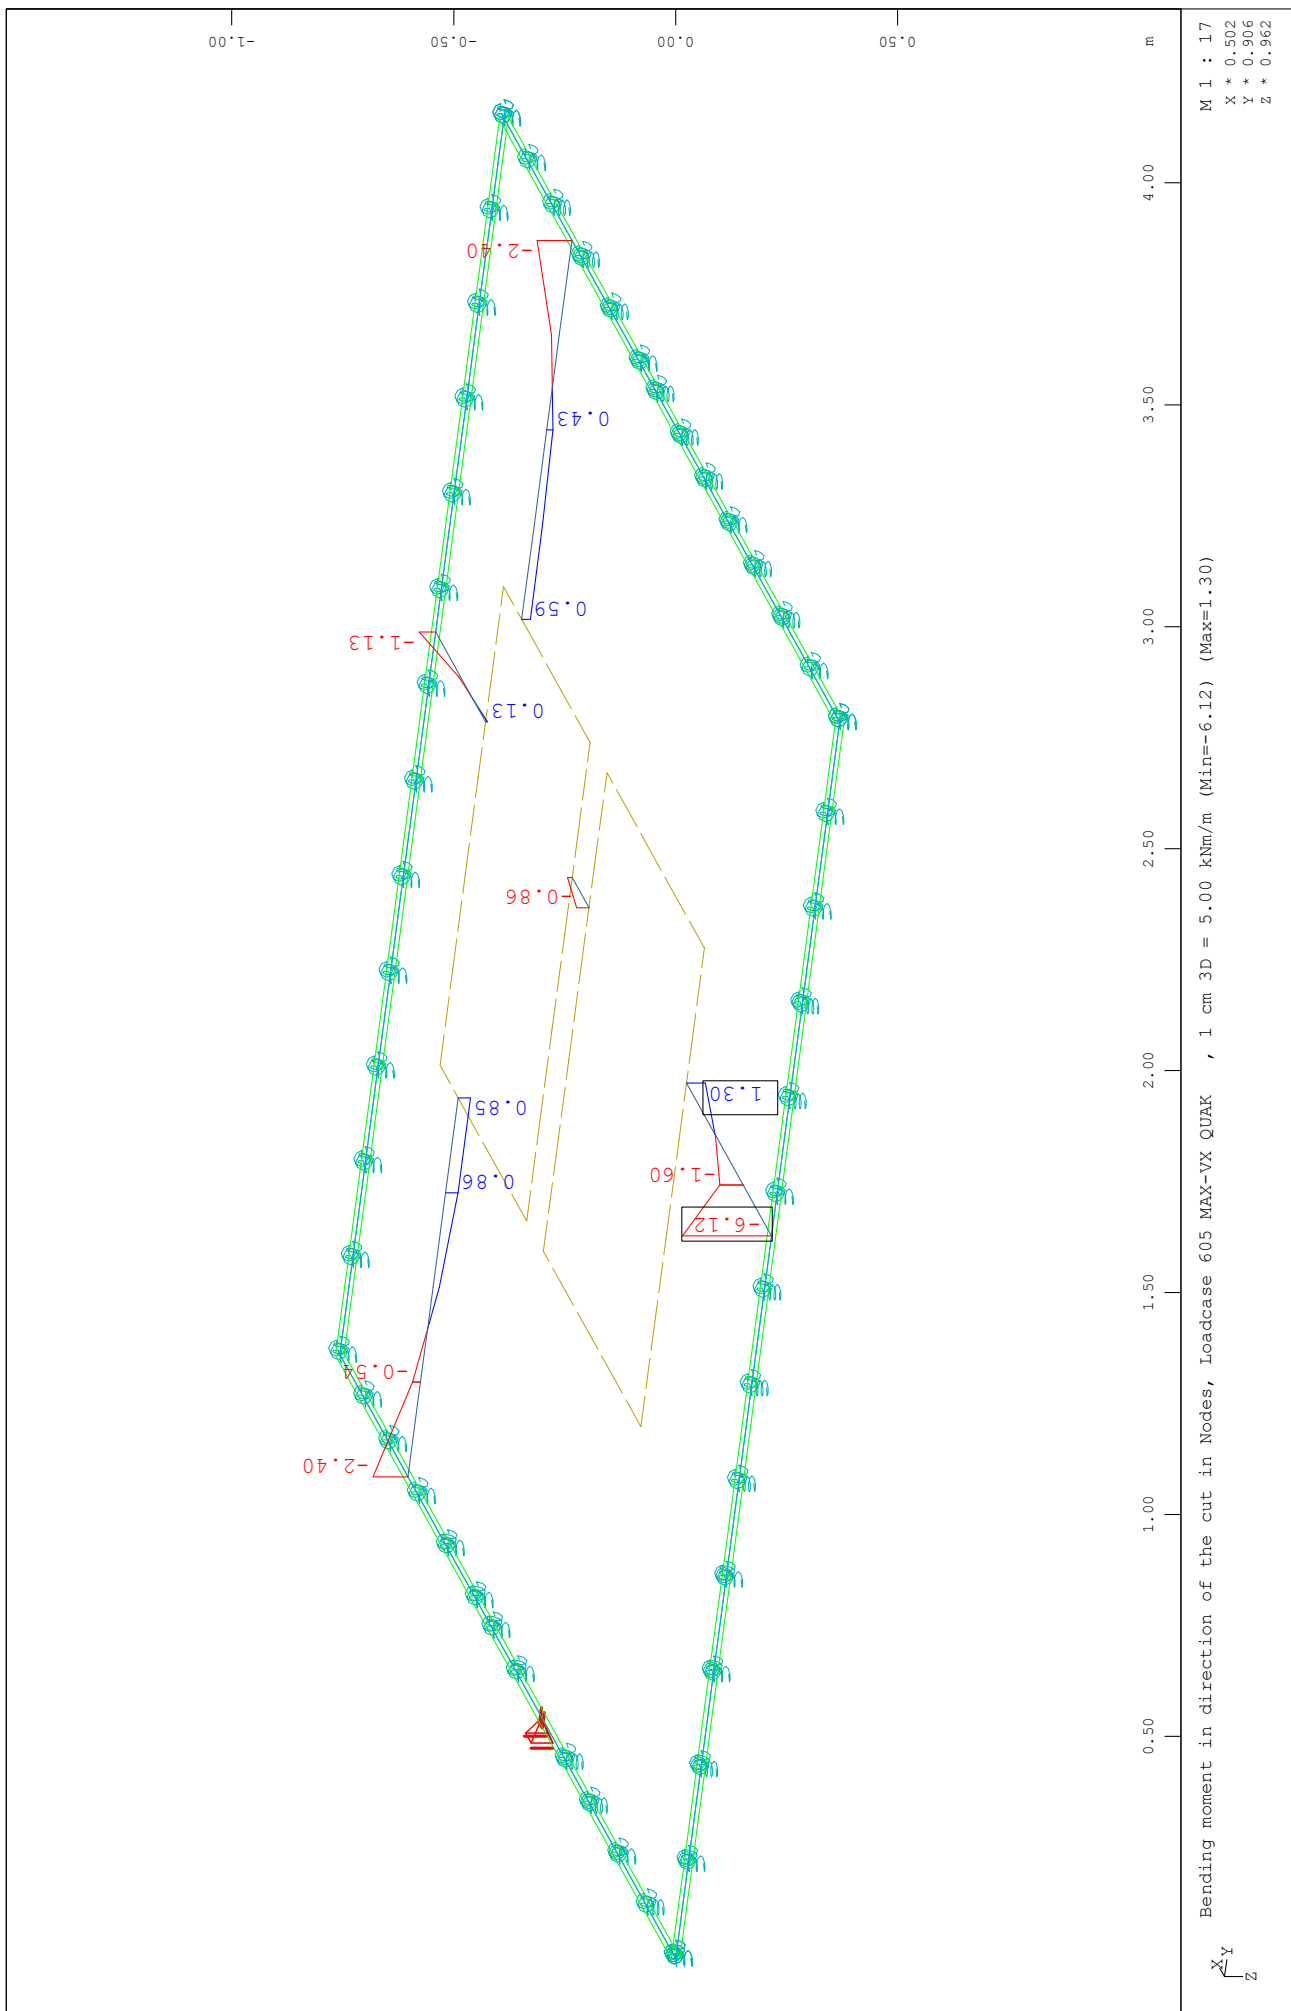 -1.00
-0.50
0.00
0.50
m
M 1 : 17
X * 0.502
Y * 0.906
Z * 0.962
4.00
3.50
3.00
2.50
2.00
1.50
1.00
0.50
-2.40
0.43
0.59
-1.13
0.13
-0.86
0.85
0.86
1.30
-1.60
-6.12
-0.54
-2.40
Bending moment in direction of the cut in Nodes, Loadcase 605 MAX-VX QUAK , 1 cm 3D = 5.00 kNm/m (Min=-6.12) (Max=1.30)
X
Y
Z